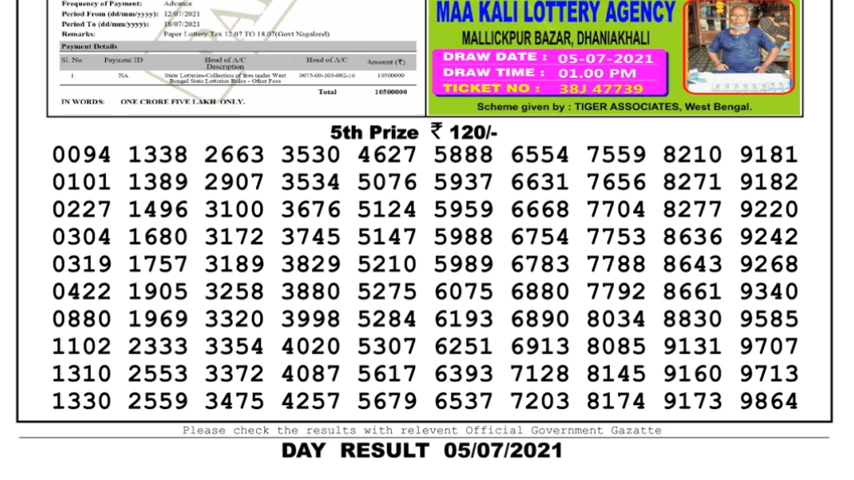 Frequency of Payment: Advance
Period From (dd/mm/yyyy): 12/07/2021
Period To (dd/mm/yyyy): 18/07/2021
Remarks: Paper Lottery Tax 12.07 TO 18.07(Govt Nagaland)
Payment Details
Sl. No. Payment ID Head of A/C Description Head of A/C Amount (₹)
1 NA State Lotteries-Collection of fees under West Bengal State Lotteries Rules - Other Fees 0075-00-103-002-16 10500000
Total 10500000
IN WORDS: ONE CRORE FIVE LAKH ONLY.
MAA KALI LOTTERY AGENCY
MALLICKPUR BAZAR, DHANIAKHALI
DRAW DATE : 05-07-2021
DRAW TIME : 01.00 PM
TICKET NO : 38J 47739
Scheme given by : TIGER ASSOCIATES, West Bengal.
5th Prize ₹ 120/-
0094 1338 2663 3530 4627 5888 6554 7559 8210 9181
0101 1389 2907 3534 5076 5937 6631 7656 8271 9182
0227 1496 3100 3676 5124 5959 6668 7704 8277 9220
0304 1680 3172 3745 5147 5988 6754 7753 8636 9242
0319 1757 3189 3829 5210 5989 6783 7788 8643 9268
0422 1905 3258 3880 5275 6075 6880 7792 8661 9340
0880 1969 3320 3998 5284 6193 6890 8034 8830 9585
1102 2333 3354 4020 5307 6251 6913 8085 9131 9707
1310 2553 3372 4087 5617 6393 7128 8145 9160 9713
1330 2559 3475 4257 5679 6537 7203 8174 9173 9864
Please check the results with relevent Official Government Gazatte
DAY RESULT 05/07/2021